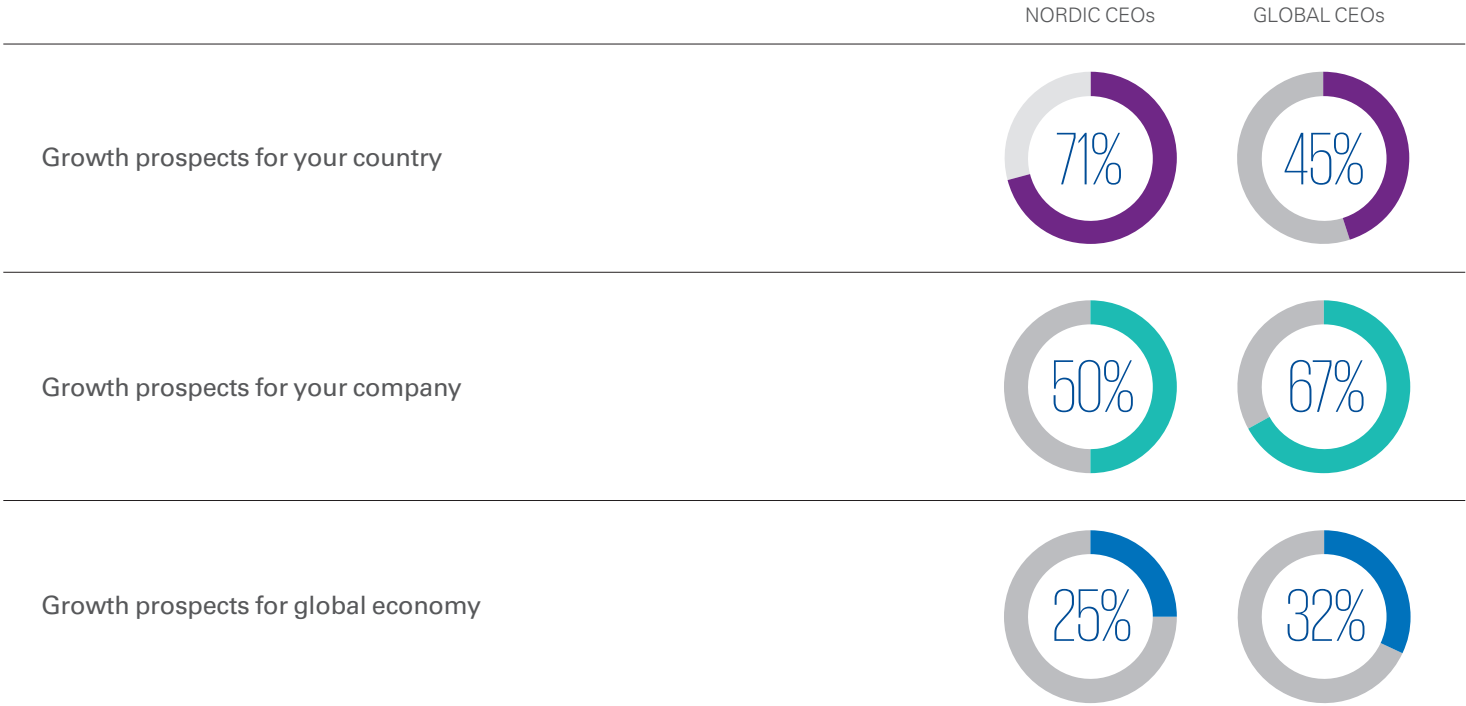 NORDIC CEOs GLOBAL CEOs
Growth prospects for your country 71% 45%
Growth prospects for your company 50% 67%
Growth prospects for global economy 25% 32%